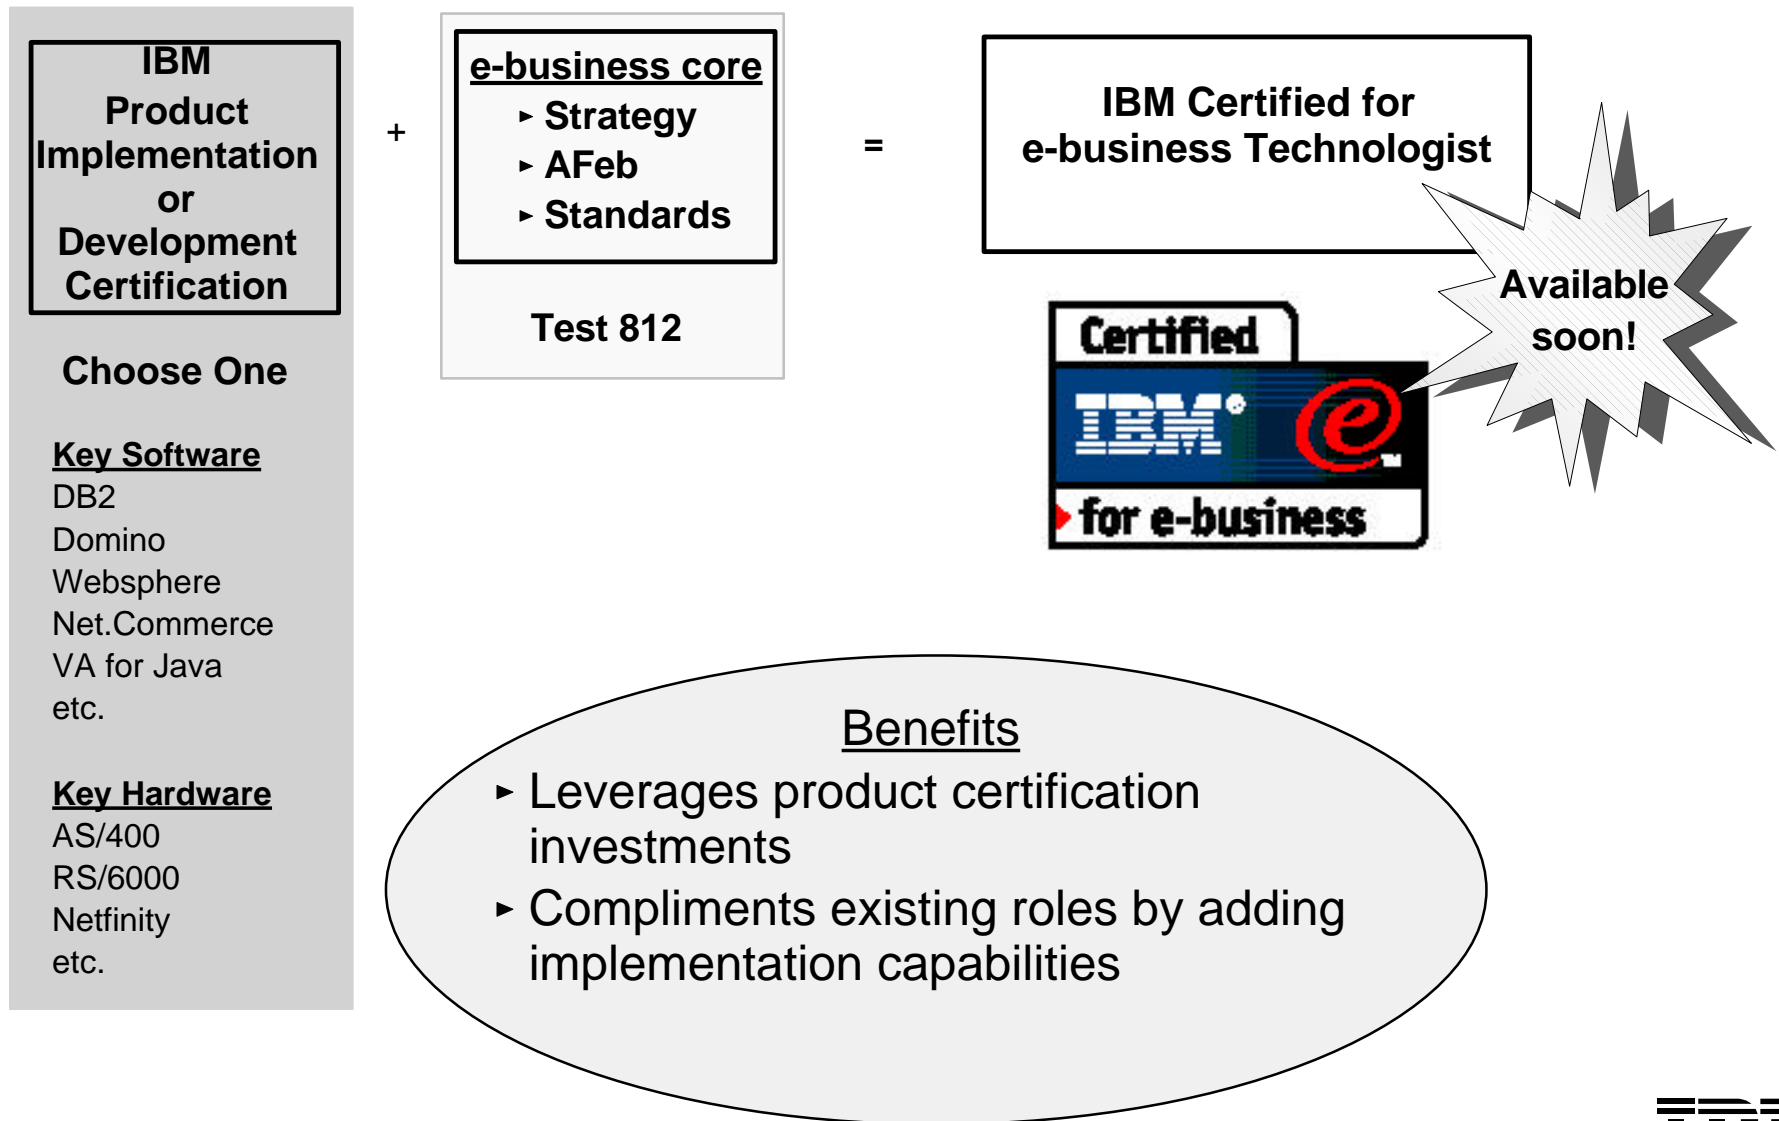 IBM
Product
Implementation
or
Development
Certification
Choose One
Key Software
DB2
Domino
Websphere
Net.Commerce
VA for Java
etc.
Key Hardware
AS/400
RS/6000
Netfinity
etc.
+
e-business core
► Strategy
► AFeb
► Standards
Test 812
=
IBM Certified for
e-business Technologist
Available
soon!
Certified
IBM® e™
for e-business
Benefits
► Leverages product certification
investments
► Compliments existing roles by adding
implementation capabilities